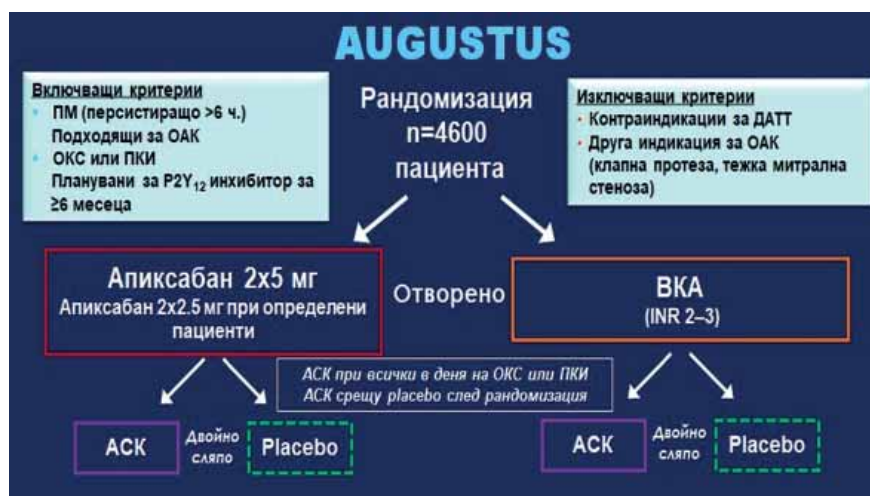 AUGUSTUS
Включващи критерии
• ПМ (персистиращо >6 ч.)
Подходящи за ОАК
• ОКС или ПКИ
Планувани за P2Y12 инхибитор за
≥6 месеца
Рандомизация
n=4600
пациента
Изключващи критерии
• Контраиндикации за ДАТТ
• Друга индикация за ОАК
(клапна протеза, тежка митрална
стеноза)
Апиксабан 2x5 мг
Апиксабан 2x2.5 мг при определени
пациенти
Отворено
ВКА
(INR 2–3)
АСК при всички в деня на ОКС или ПКИ
АСК срещу placebo след рандомизация
АСК
Двойно
сляпо
Placebo
АСК
Двойно
сляпо
Placebo